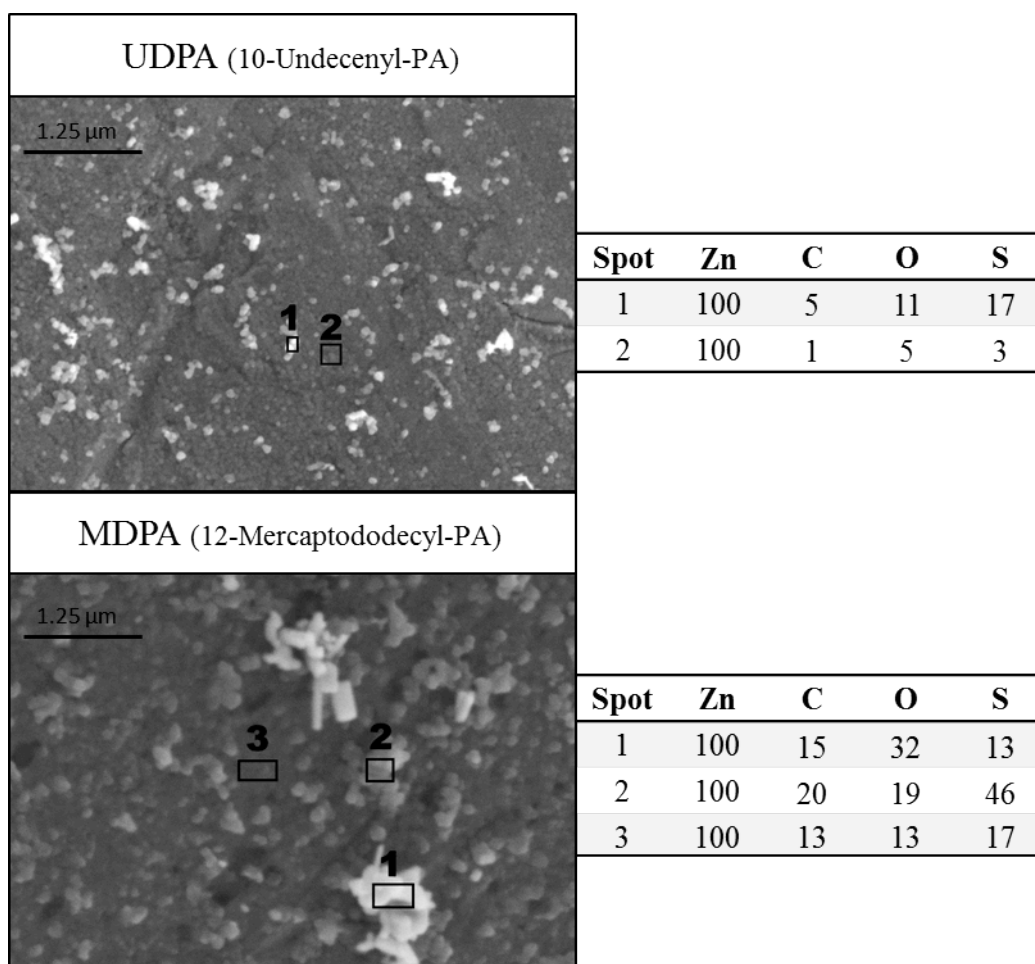 UDPA (10-Undecenyl-PA)
1.25 µm
1 2
Spot Zn C O S
1 100 5 11 17
2 100 1 5 3
MDPA (12-Mercaptododecyl-PA)
1.25 µm
3 2
1
Spot Zn C O S
1 100 15 32 13
2 100 20 19 46
3 100 13 13 17